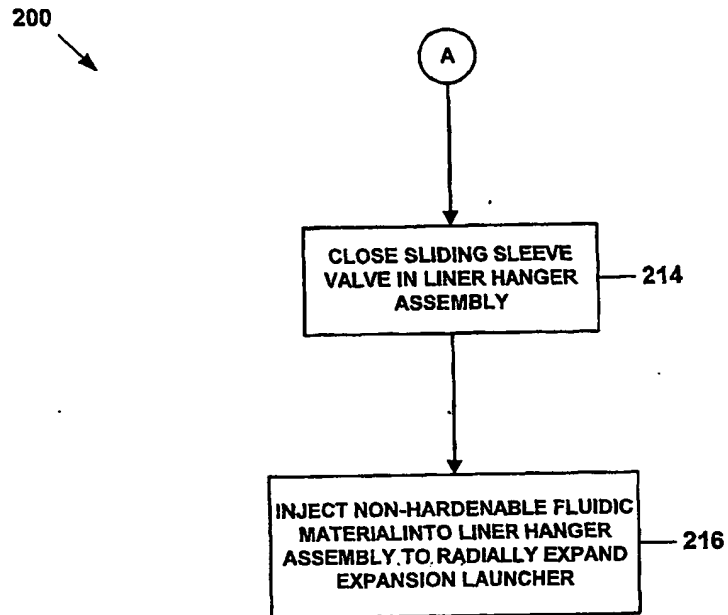 200
A
CLOSE SLIDING SLEEVE
VALVE IN LINER HANGER
ASSEMBLY
214
INJECT NON-HARDENABLE FLUIDIC
MATERIALINTO LINER HANGER
ASSEMBLY TO RADIALLY EXPAND
EXPANSION LAUNCHER
216